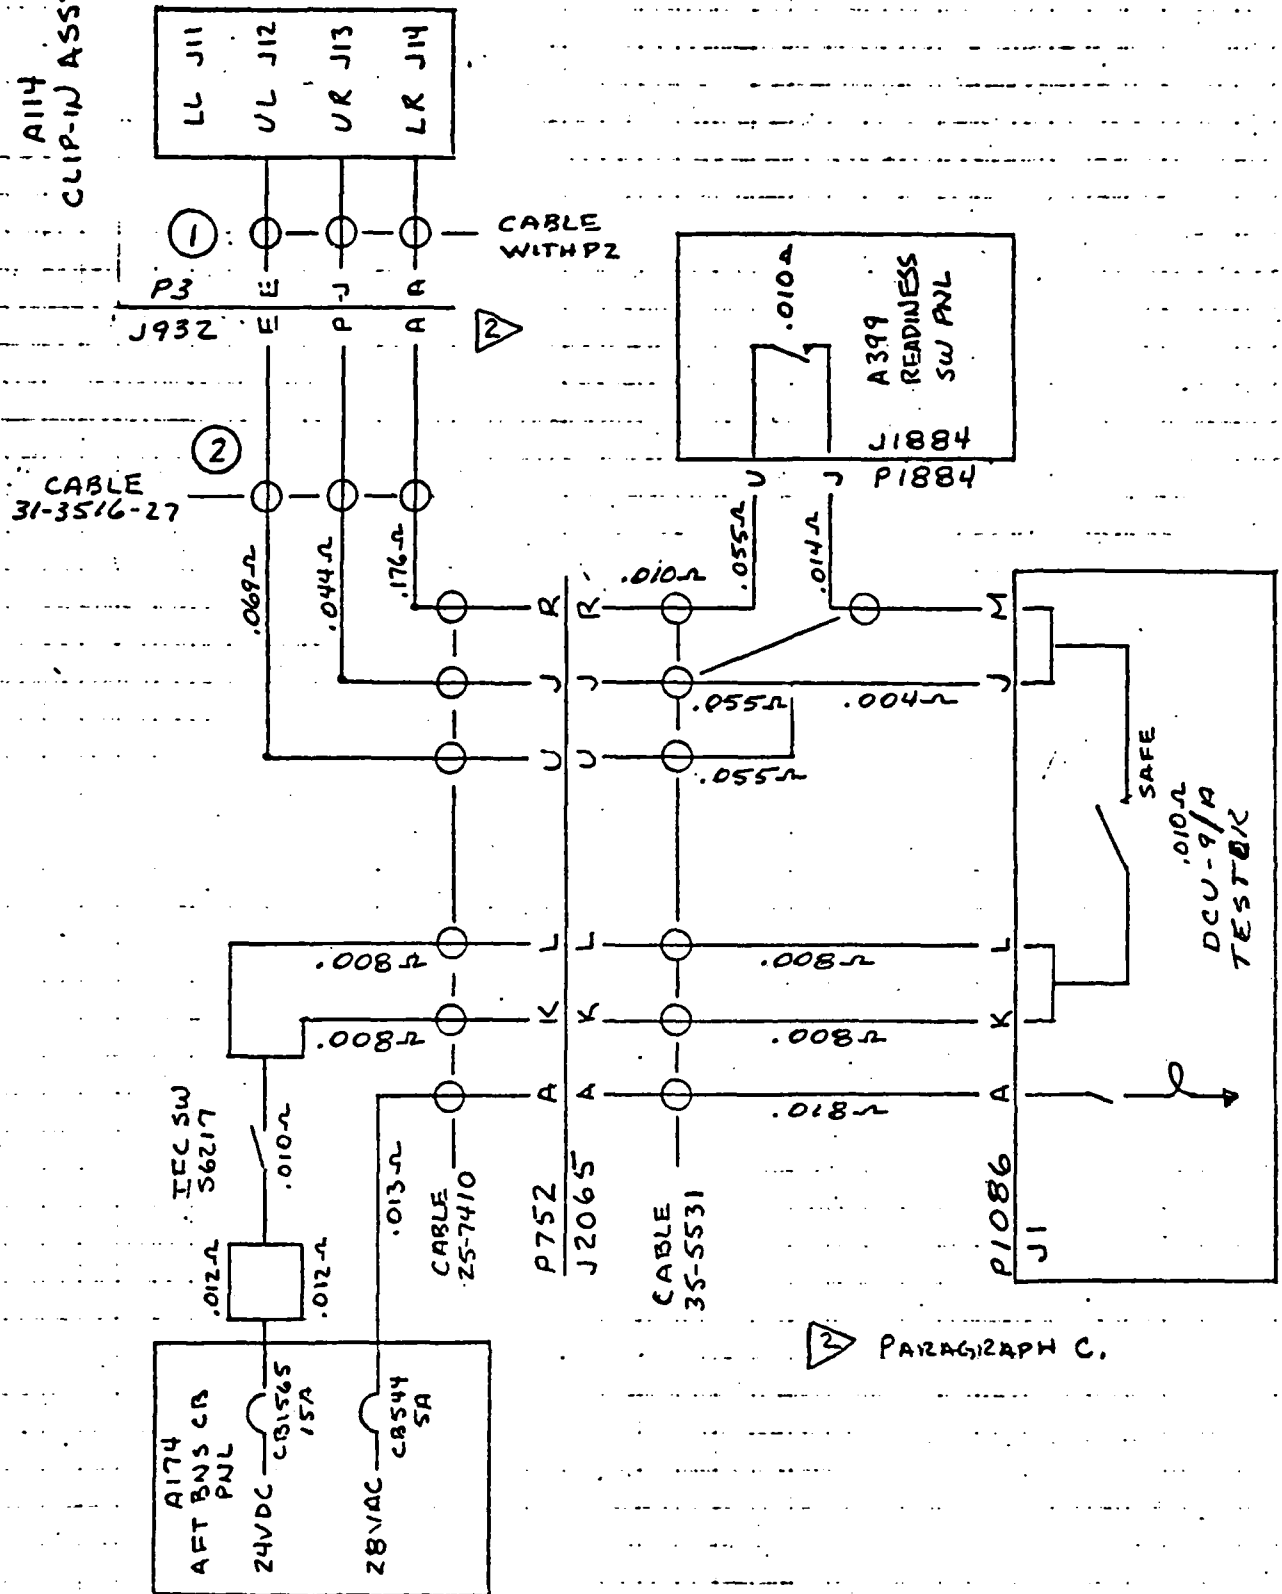 A114
CLIP-IN ASS
LL J11
UL J12
UR J13
LR J14
1
CABLE
WITH P2
P3 E J A
J932 E P A
2
2
CABLE
31-3516-27
.069Ω
.044Ω
.176Ω
.010Ω
A399
READINESS
SW PNL
J1884
P1884
U J
.055Ω
.014Ω
.010Ω
R R M
J J J
.055Ω
.004Ω
U U
.055Ω
SAFE
.010Ω
DCU-9/A
TESTBK
L L L
.008Ω
.008Ω
K K K
.008Ω
.008Ω
A A A
.018Ω
IFC SW
S6217
.010Ω
.013Ω
CABLE
25-7410
P752
J2065
CABLE
35-5531
P1086
J1
.012Ω
.012Ω
A174
AFT BNS CB
PNL
24VDC
CB1565
15A
28VAC
CB544
5A
2 PARAGRAPH C.